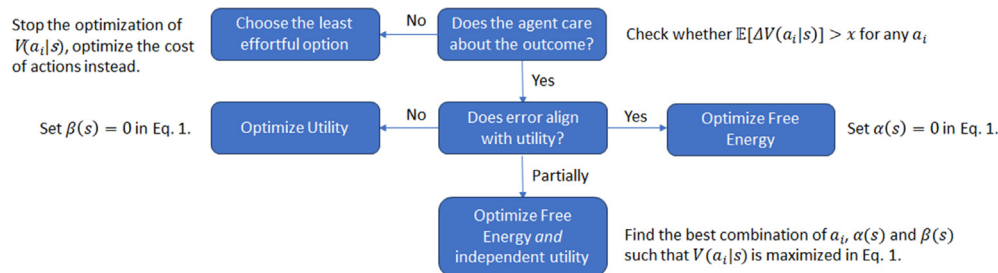 Stop the optimization of
V(aᵢ|s), optimize the cost
of actions instead.
Choose the least
effortful option
No
Does the agent care
about the outcome?
Check whether 𝔼[ΔV(aᵢ|s)] > x for any aᵢ
Yes
Set β(s) = 0 in Eq. 1.
Optimize Utility
No
Does error align
with utility?
Yes
Optimize Free
Energy
Set α(s) = 0 in Eq. 1.
Partially
Optimize Free
Energy and
independent utility
Find the best combination of aᵢ, α(s) and β(s)
such that V(aᵢ|s) is maximized in Eq. 1.